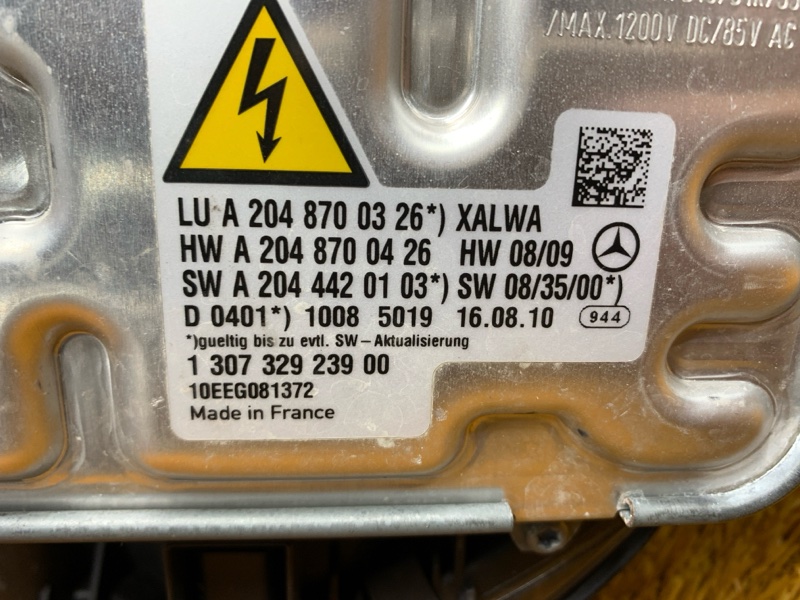 /MAX.1200V DC/85V AC
LU A 204 870 03 26*) XALWA
HW A 204 870 04 26 HW 08/09
SW A 204 442 01 03*) SW 08/35/00*)
D 0401*) 1008 5019 16.08.10 944
*)gueltig bis zu evtl. SW-Aktualisierung
1 307 329 239 00
10EEG081372
Made in France